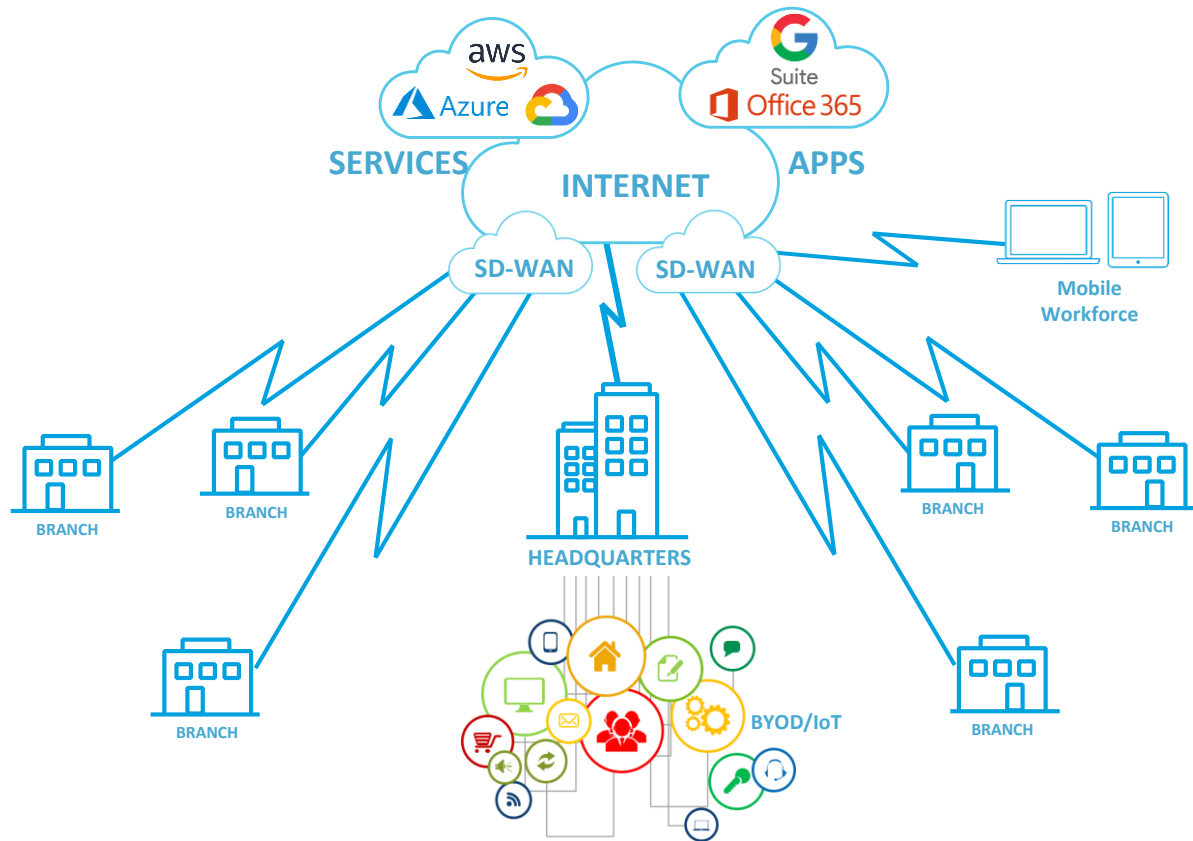 aws
Azure
G
Suite
Office 365
SERVICES
APPS
INTERNET
SD-WAN
SD-WAN
Mobile
Workforce
BRANCH
BRANCH
BRANCH
BRANCH
HEADQUARTERS
BRANCH
BYOD/IoT
BRANCH